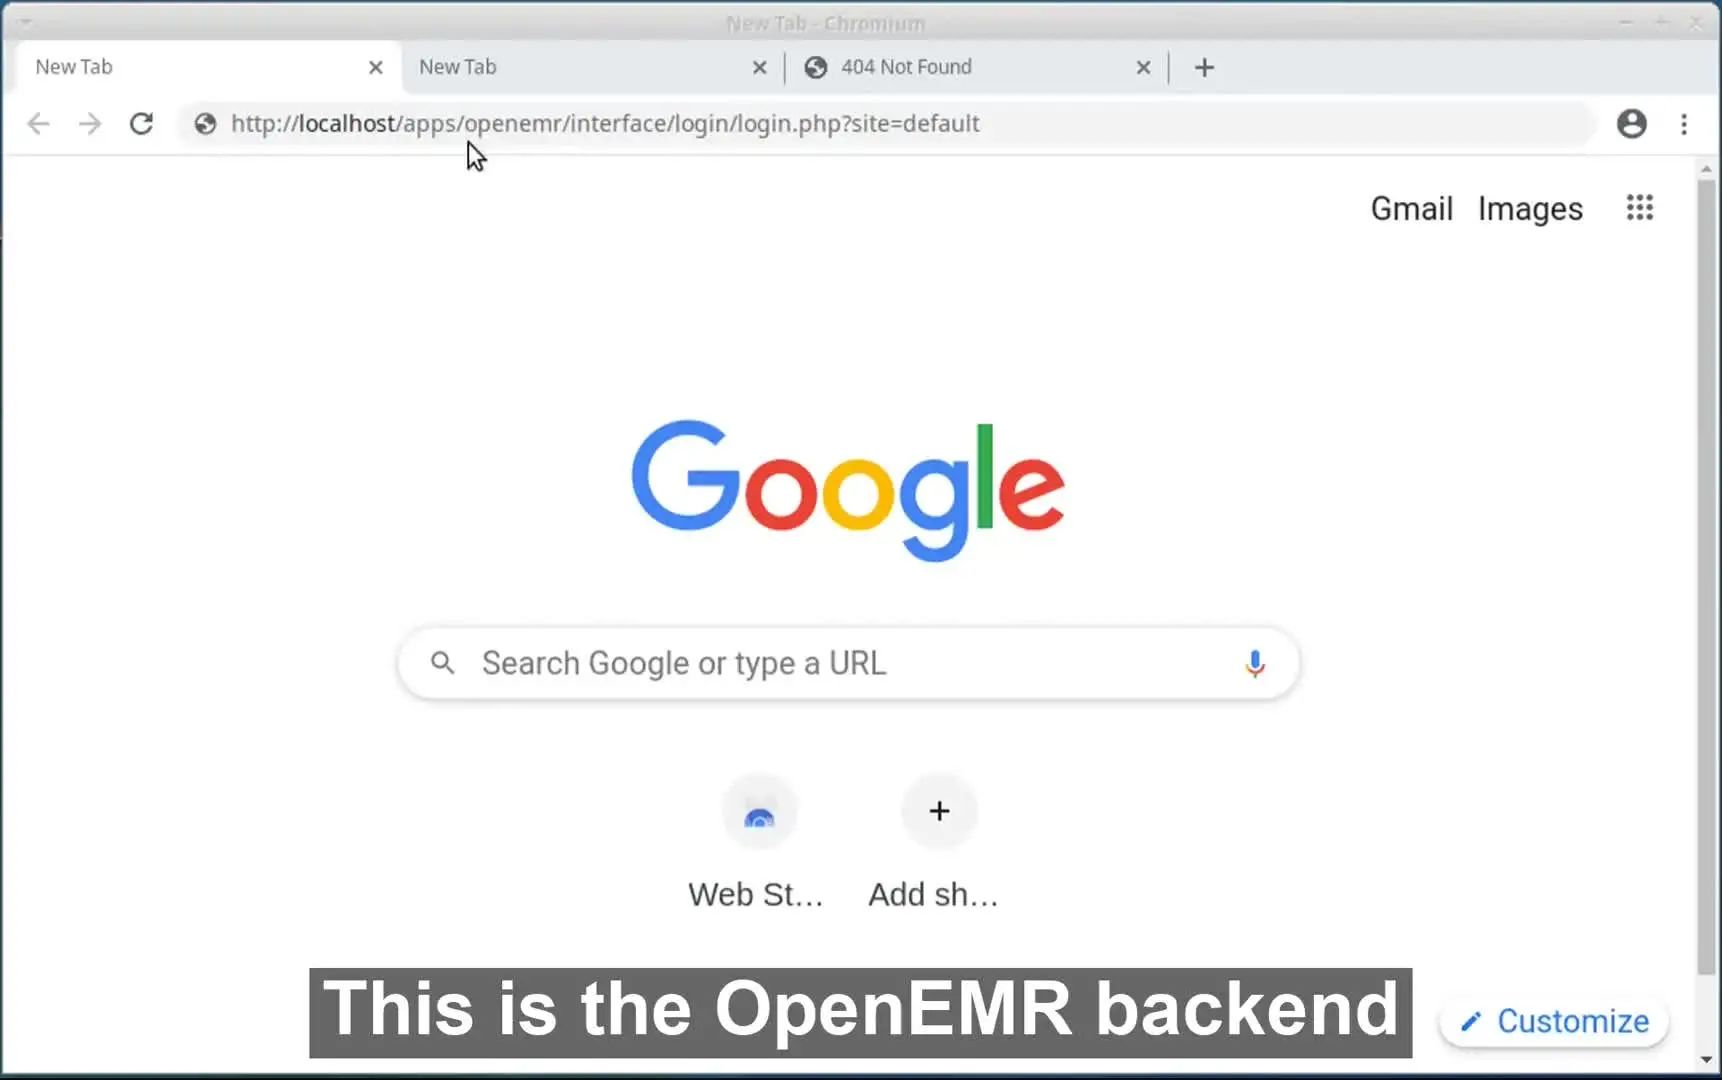 New Tab - Chromium
New Tab
New Tab
404 Not Found
http://localhost/apps/openemr/interface/login/login.php?site=default
Gmail Images
Google
Search Google or type a URL
Web St...
Add sh...
This is the OpenEMR backend
Customize